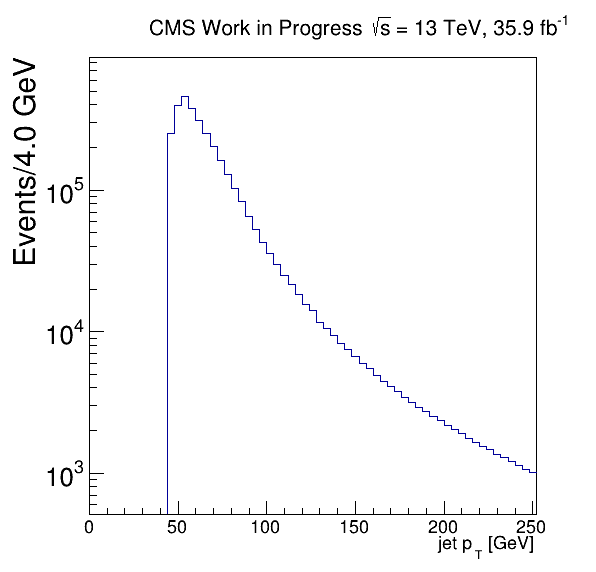 CMS Work in Progress √s = 13 TeV, 35.9 fb⁻¹
Events/4.0 GeV
10⁵
10⁴
10³
0 50 100 150 200 250
jet p_T [GeV]